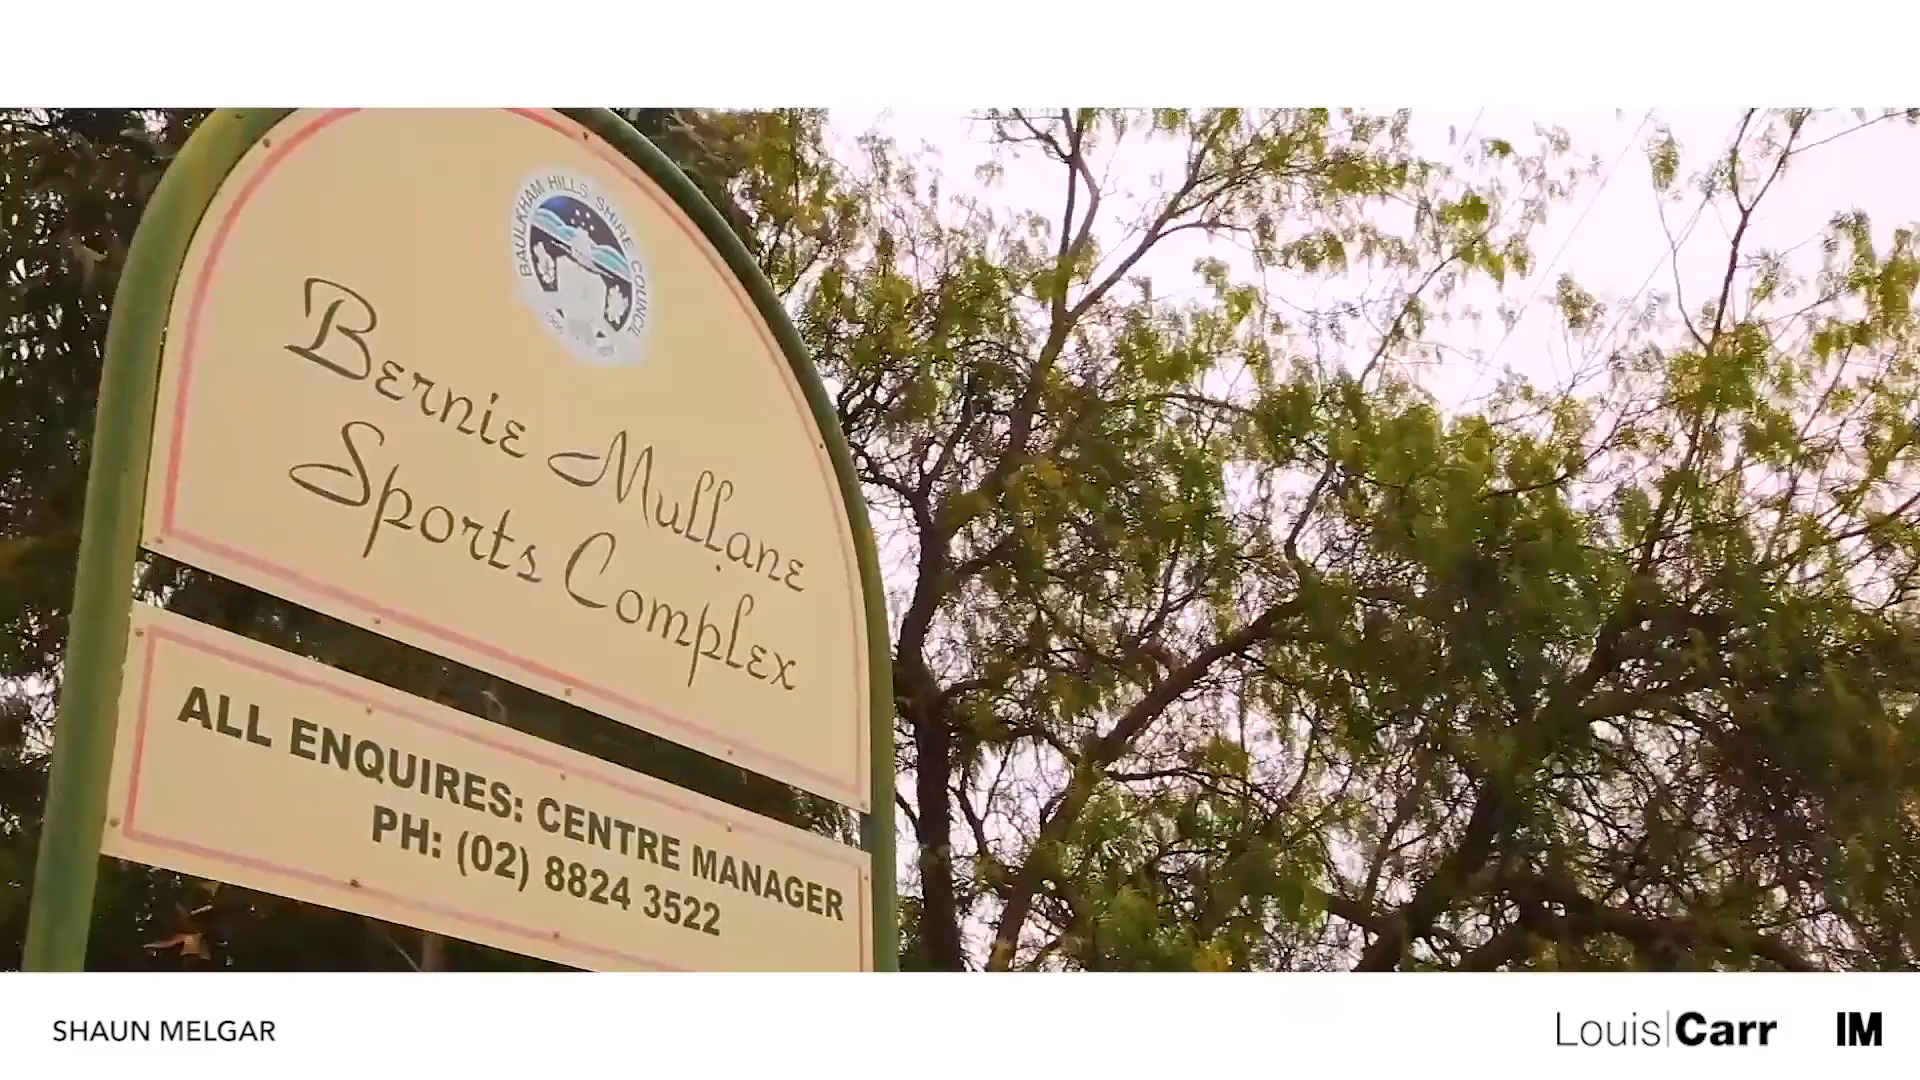 BAULKHAM HILLS SHIRE COUNCIL
Bernie Mullane
Sports Complex
ALL ENQUIRES: CENTRE MANAGER
PH: (02) 8824 3522
SHAUN MELGAR
Louis|Carr
IM